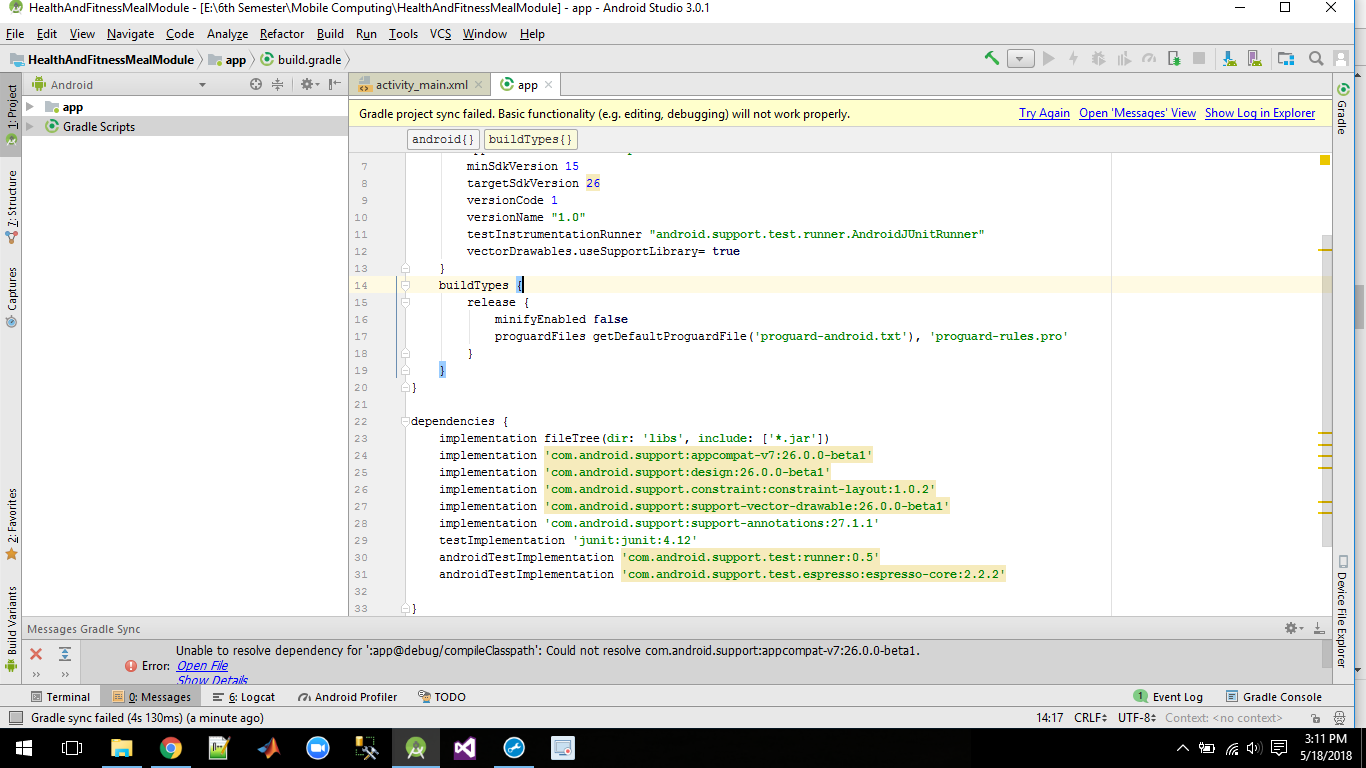 HealthAndFitnessMealModule - [E:\6th Semester\Mobile Computing\HealthAndFitnessMealModule] - app - Android Studio 3.0.1
File Edit View Navigate Code Analyze Refactor Build Run Tools VCS Window Help
HealthAndFitnessMealModule app build.gradle
Android
activity_main.xml
app
1: Project
7: Structure
Captures
2: Favorites
Build Variants
app
Gradle Scripts
Gradle project sync failed. Basic functionality (e.g. editing, debugging) will not work properly.
Try Again Open 'Messages' View Show Log in Explorer
android{} buildTypes{}
7 minSdkVersion 15
8 targetSdkVersion 26
9 versionCode 1
10 versionName "1.0"
11 testInstrumentationRunner "android.support.test.runner.AndroidJUnitRunner"
12 vectorDrawables.useSupportLibrary= true
13 }
14 buildTypes {
15 release {
16 minifyEnabled false
17 proguardFiles getDefaultProguardFile('proguard-android.txt'), 'proguard-rules.pro'
18 }
19 }
20 }
21
22 dependencies {
23 implementation fileTree(dir: 'libs', include: ['*.jar'])
24 implementation 'com.android.support:appcompat-v7:26.0.0-beta1'
25 implementation 'com.android.support:design:26.0.0-beta1'
26 implementation 'com.android.support.constraint:constraint-layout:1.0.2'
27 implementation 'com.android.support:support-vector-drawable:26.0.0-beta1'
28 implementation 'com.android.support:support-annotations:27.1.1'
29 testImplementation 'junit:junit:4.12'
30 androidTestImplementation 'com.android.support.test:runner:0.5'
31 androidTestImplementation 'com.android.support.test.espresso:espresso-core:2.2.2'
32
33 }
Gradle
Device File Explorer
Messages Gradle Sync
Unable to resolve dependency for ':app@debug/compileClasspath': Could not resolve com.android.support:appcompat-v7:26.0.0-beta1.
Error: Open File
Show Details
Terminal 0: Messages 6: Logcat Android Profiler TODO 1 Event Log Gradle Console
Gradle sync failed (4s 130ms) (a minute ago) 14:17 CRLF UTF-8 Context: <no context>
3:11 PM
5/18/2018